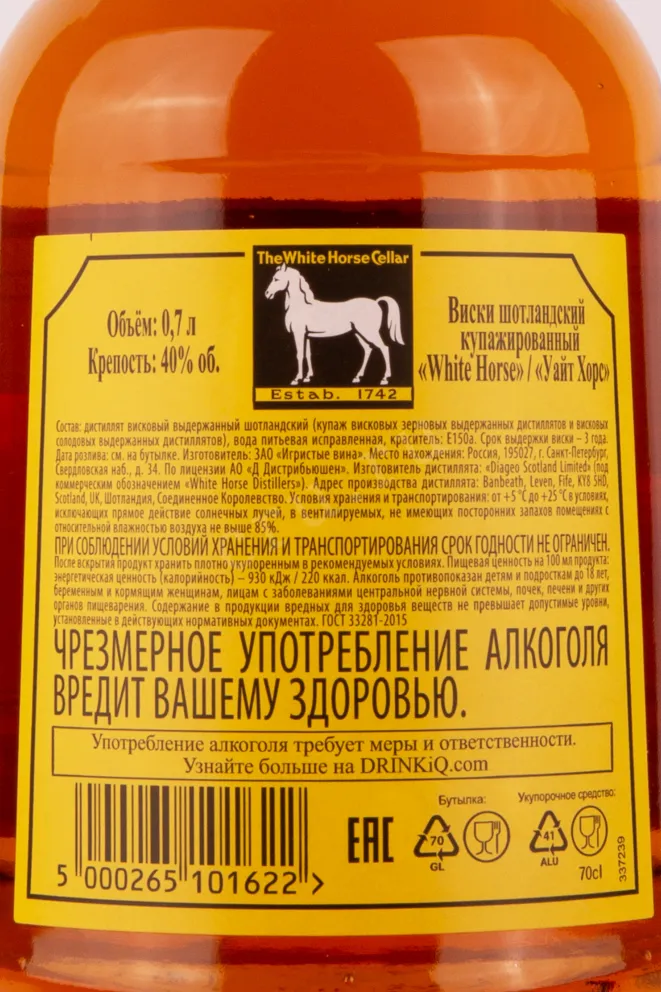 The White Horse Cellar
Estab. 1742
Объём: 0,7 л
Крепость: 40% об.
Виски шотландский
купажированный
«White Horse» / «Уайт Хорс»
Состав: дистиллят висковый выдержанный шотландский (купаж висковых зерновых выдержанных дистиллятов и висковых
солодовых выдержанных дистиллятов), вода питьевая исправленная, краситель: Е150а. Срок выдержки виски – 3 года.
Дата розлива: см. на бутылке. Изготовитель: ЗАО «Игристые вина». Место нахождения: Россия, 195027, г. Санкт-Петербург,
Свердловская наб., д. 34. По лицензии АО «Д Дистрибьюшен». Изготовитель дистиллята: «Diageo Scotland Limited» (под
коммерческим обозначением «White Horse Distillers»). Адрес производства дистиллята: Banbeath, Leven, Fife, KY8 5HD,
Scotland, UK, Шотландия, Соединенное Королевство. Условия хранения и транспортирования: от +5 °С до +25 °С в условиях,
исключающих прямое действие солнечных лучей, в вентилируемых, не имеющих посторонних запахов помещениях с
относительной влажностью воздуха не выше 85%.
ПРИ СОБЛЮДЕНИИ УСЛОВИЙ ХРАНЕНИЯ И ТРАНСПОРТИРОВАНИЯ СРОК ГОДНОСТИ НЕ ОГРАНИЧЕН.
После вскрытия продукт хранить плотно укупоренным в рекомендуемых условиях. Пищевая ценность на 100 мл продукта:
энергетическая ценность (калорийность) – 930 кДж / 220 ккал. Алкоголь противопоказан детям и подросткам до 18 лет,
беременным и кормящим женщинам, лицам с заболеваниями центральной нервной системы, почек, печени и других
органов пищеварения. Содержание в продукции вредных для здоровья веществ не превышает допустимые уровни,
установленные в действующих нормативных документах. ГОСТ 33281-2015
ЧРЕЗМЕРНОЕ УПОТРЕБЛЕНИЕ АЛКОГОЛЯ
ВРЕДИТ ВАШЕМУ ЗДОРОВЬЮ.
Употребление алкоголя требует меры и ответственности.
Узнайте больше на DRINKiQ.com
5 000265 101622 >
EAC
Бутылка:
70
GL
Укупорочное средство:
41
ALU
70cl
337239